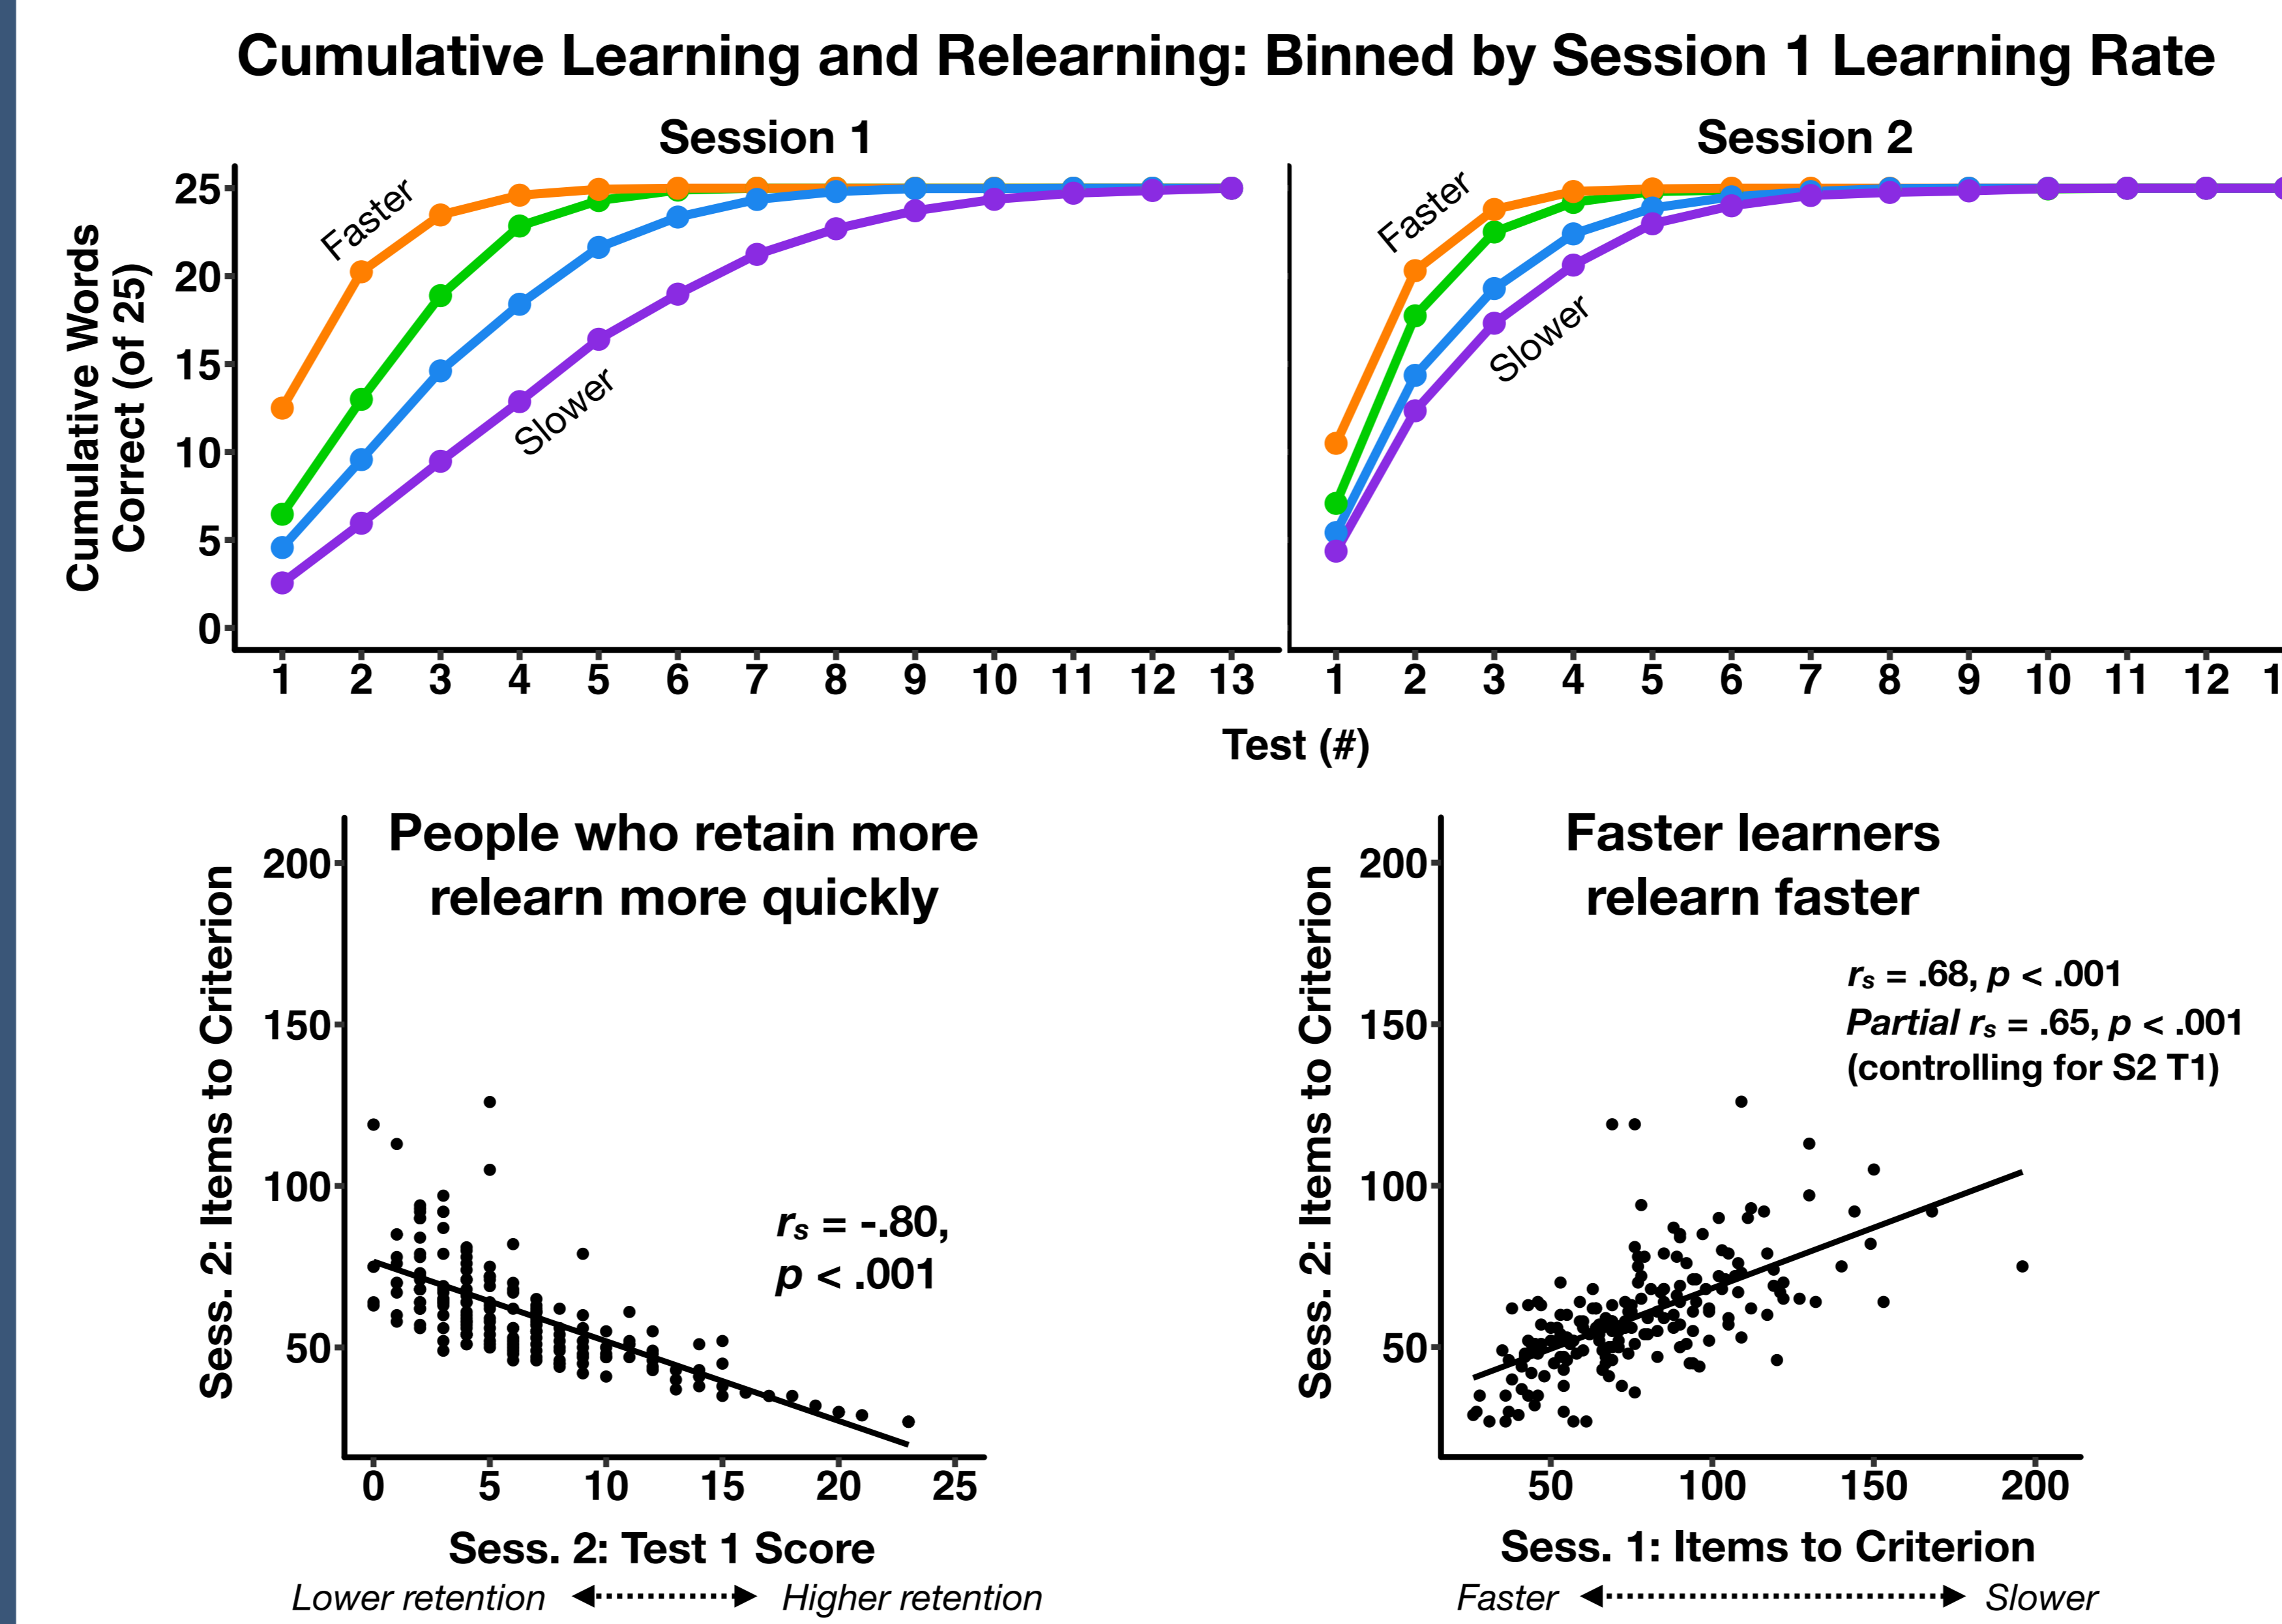 Cumulative Learning and Relearning: Binned by Session 1 Learning Rate
Session 1
Session 2
Cumulative Words
Correct (of 25)
25
20
15
10
5
0
Faster
Slower
Faster
Slower
1 2 3 4 5 6 7 8 9 10 11 12 13
1 2 3 4 5 6 7 8 9 10 11 12 1
Test (#)
People who retain more
relearn more quickly
Sess. 2: Items to Criterion
200
150
100
50
rs = -.80,
p < .001
0 5 10 15 20 25
Sess. 2: Test 1 Score
Lower retention
Higher retention
Faster learners
relearn faster
Sess. 2: Items to Criterion
200
150
100
50
rs = .68, p < .001
Partial rs = .65, p < .001
(controlling for S2 T1)
50 100 150 200
Sess. 1: Items to Criterion
Faster
Slower